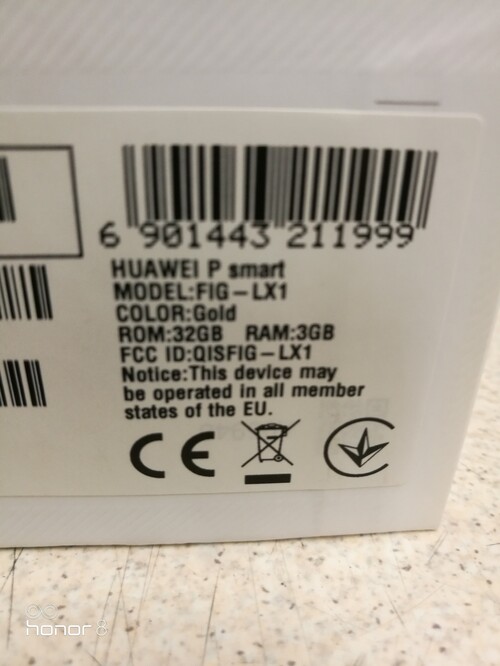 6 901443 211999
HUAWEI P smart
MODEL:FIG-LX1
COLOR:Gold
ROM:32GB RAM:3GB
FCC ID:QISFIG-LX1
Notice:This device may
be operated in all member
states of the EU.
CE
honor 8